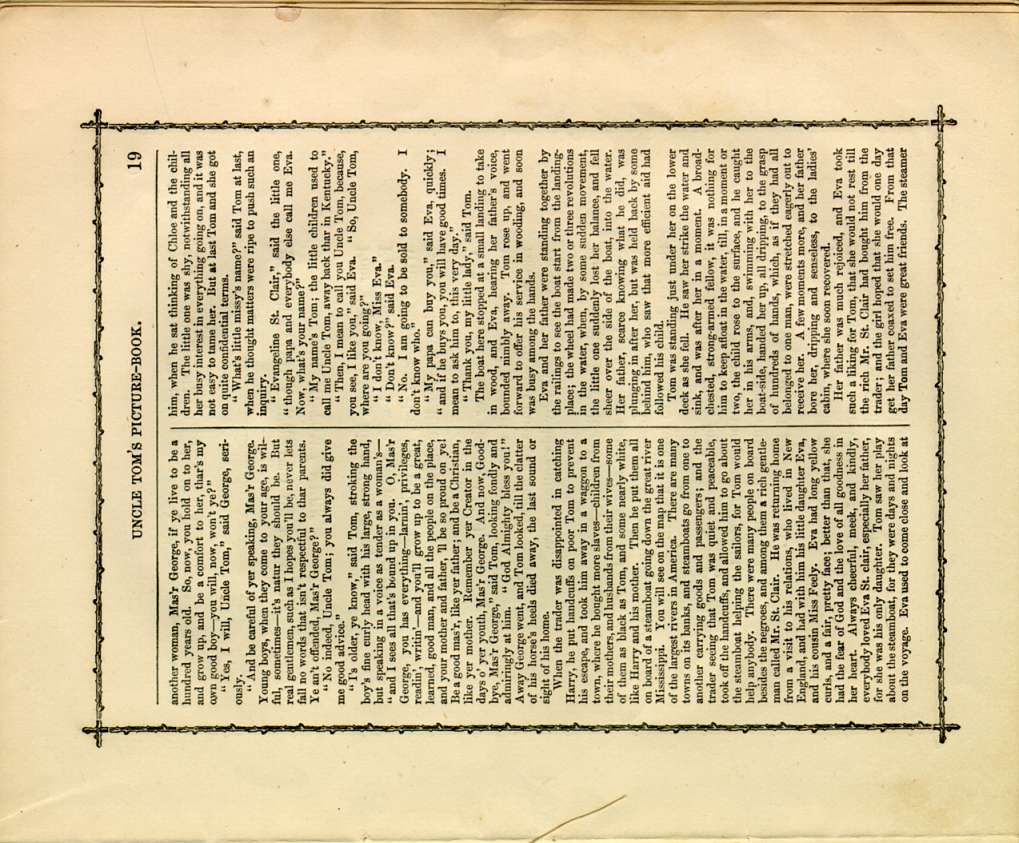 UNCLE TOM'S PICTURE-BOOK.
19
another woman, Mas'r George, if ye live to be a
hundred years old. So, now, you hold on to her,
and grow up, and be a comfort to her, thar's my
own good boy—you will, now, won't ye?"
"Yes, I will, Uncle Tom," said George, seri-
ously.
"And be careful of yer speaking, Mas'r George.
Young boys, when they come to your age, is wil-
ful, sometimes—it's natur they should be. But
real gentlemen, such as I hopes you'll be, never lets
fall no words that isn't respectful to thar parents.
Ye an't offended, Mas'r George?"
"No indeed, Uncle Tom; you always did give
me good advice."
"I's older, ye know," said Tom, stroking the
boy's fine curly head with his large, strong hand,
but speaking in a voice as tender as a woman's—
"and I sees all that's bound up in you. O, Mas'r
George, you has everything—larnin', privileges,
readin', writin'—and you'll grow up to be a great,
learned, good man, and all the people on the place,
and your mother and father, 'll be so proud on ye!
Be a good mas'r, like yer father; and be a Christian,
like yer mother. Remember yer Creator in the
days o' yer youth, Mas'r George. And now, Good-
bye, Mas'r George," said Tom, looking fondly and
admiringly at him. "God Almighty bless you!"
Away George went, and Tom looked, till the clatter
of his horse's heels died away, the last sound or
sight of his home.
When the trader was disappointed in catching
Harry, he put handcuffs on poor Tom to prevent
his escape, and took him away in a waggon to a
town, where he bought more slaves—children from
their mothers, and husbands from their wives—some
of them as black as Tom, and some nearly white,
like Harry and his mother. Then he put them all
on board of a steamboat going down the great river
Mississippi. You will see on the map that it is one
of the largest rivers in America. There are many
towns on its banks, and steamboats go from one to
another carrying goods and passengers; and the
trader seeing that Tom was quiet and peaceable,
took off the handcuffs, and allowed him to go about
the steamboat helping the sailors, for Tom would
help anybody. There were many people on board
besides the negroes, and among them a rich gentle-
man called Mr. St. Clair. He was returning home
from a visit to his relations, who lived in New
England, and had with him his little daughter Eva,
and his cousin Miss Feely. Eva had long yellow
curls, and a fair, pretty face; better than that, she
had the fear of God and the love of all goodness in
her heart. Always cheerful, meek, and kindly,
everybody loved Eva St. clair, especially her father,
for she was his only daughter. Tom saw her play
about the steamboat, for they were days and nights
on the voyage. Eva used to come close and look at
him, when he sat thinking of Chloe and the chil-
dren. The little one was shy, notwithstanding all
her busy interest in everything going on, and it was
not easy to tame her. But at last Tom and she got
on quite confidential terms.
"What's little missy's name?" said Tom at last,
when he thought matters were ripe to push such an
inquiry.
"Evangeline St. Clair," said the little one,
"though papa and everybody else call me Eva.
Now, what's your name?"
"My name's Tom; the little children used to
call me Uncle Tom, away back thar in Kentucky."
"Then, I mean to call you Uncle Tom, because,
you see, I like you," said Eva. "So, Uncle Tom,
where are you going?"
"I don't know, Miss Eva."
"Don't know?" said Eva.
"No. I am going to be sold to somebody. I
don't know who."
"My papa can buy you," said Eva, quickly;
"and if he buys you, you will have good times. I
mean to ask him to, this very day."
"Thank you, my little lady," said Tom.
The boat here stopped at a small landing to take
in wood, and Eva, hearing her father's voice,
bounded nimbly away. Tom rose up, and went
forward to offer his service in wooding, and soon
was busy among the hands.
Eva and her father were standing together by
the railings to see the boat start from the landing-
place; the wheel had made two or three revolutions
in the water, when, by some sudden movement,
the little one suddenly lost her balance, and fell
sheer over the side of the boat, into the water.
Her father, scarce knowing what he did, was
plunging in after her, but was held back by some
behind him, who saw that more efficient aid had
followed his child.
Tom was standing just under her on the lower
deck as she fell. He saw her strike the water and
sink, and was after her in a moment. A broad-
chested, strong-armed fellow, it was nothing for
him to keep afloat in the water, till, in a moment or
two, the child rose to the surface, and he caught
her in his arms, and, swimming with her to the
boat-side, handed her up, all dripping, to the grasp
of hundreds of hands, which, as if they had all
belonged to one man, were stretched eagerly out to
receive her. A few moments more, and her father
bore her, dripping and senseless, to the ladies'
cabin, where she soon recovered.
Her father was much rejoiced, and Eva took
such a liking for Tom, that she would not rest till
the rich Mr. St. Clair had bought him from the
trader; and the girl hoped that she would one day
get her father coaxed to set him free. From that
day Tom and Eva were great friends. The steamer